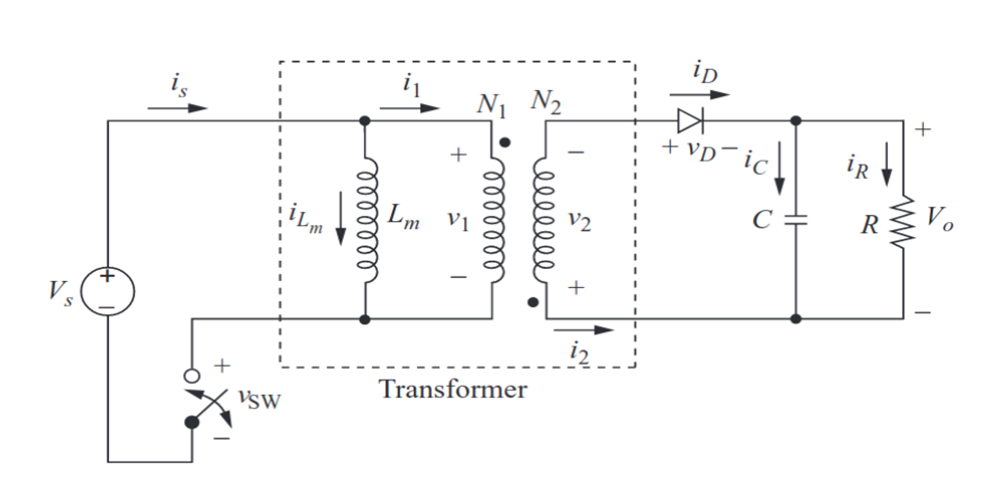 i_s
i_1
N_1 N_2
i_D
+ v_D −
i_C
i_R
+
+
−
i_{L_m}
L_m
v_1
v_2
C
R
V_o
V_s
+
−
−
+
−
i_2
+
v_SW
−
Transformer